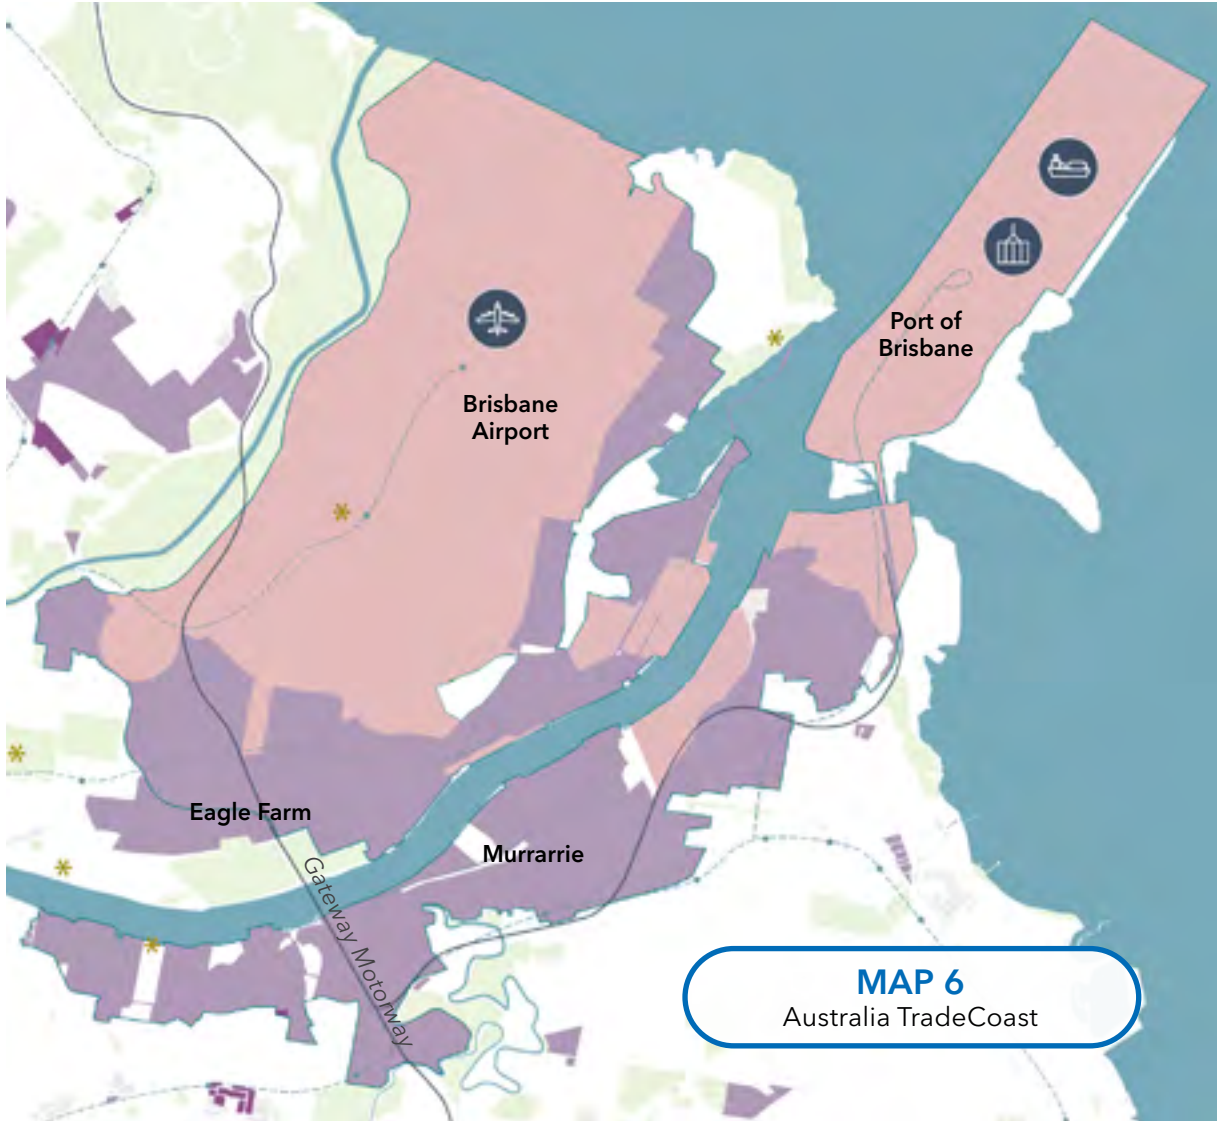 Port of
Brisbane
Brisbane
Airport
Eagle Farm
Murrarrie
Gateway Motorway
MAP 6
Australia TradeCoast